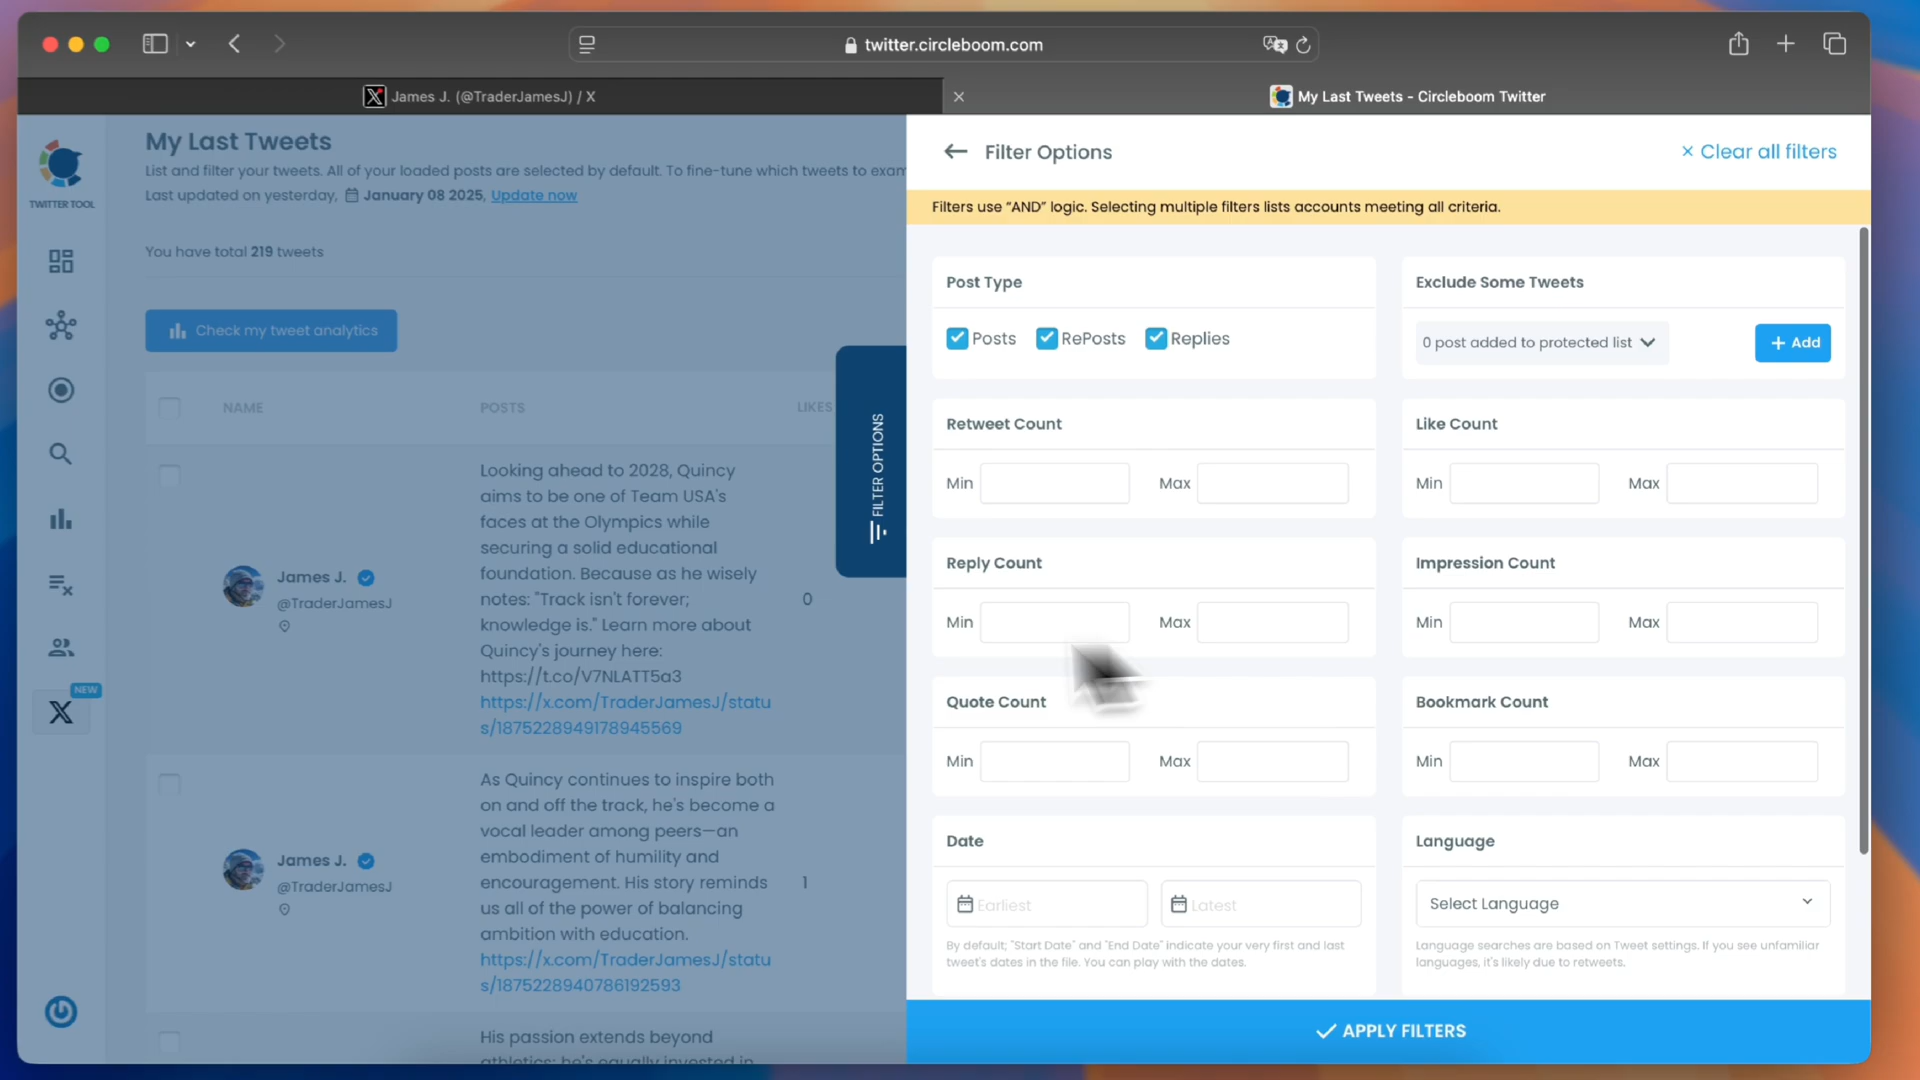 twitter.circleboom.com
James J. (@TraderJamesJ) / X
My Last Tweets - Circleboom Twitter
TWITTER TOOL
NEW
My Last Tweets
List and filter your tweets. All of your loaded posts are selected by default. To fine-tune which tweets to exam
Last updated on yesterday, January 08 2025, Update now
You have total 219 tweets
Check my tweet analytics
NAME
POSTS
LIKES
James J.
@TraderJamesJ
Looking ahead to 2028, Quincy
aims to be one of Team USA's
faces at the Olympics while
securing a solid educational
foundation. Because as he wisely
notes: "Track isn't forever;
knowledge is." Learn more about
Quincy's journey here:
https://t.co/V7NLATT5a3
https://x.com/TraderJamesJ/statu
s/1875228949178945569
0
James J.
@TraderJamesJ
As Quincy continues to inspire both
on and off the track, he's become a
vocal leader among peers—an
embodiment of humility and
encouragement. His story reminds
us all of the power of balancing
ambition with education.
https://x.com/TraderJamesJ/statu
s/1875228940786192593
1
His passion extends beyond
athletics; he's equally invested in
FILTER OPTIONS
Filter Options
× Clear all filters
Filters use “AND” logic. Selecting multiple filters lists accounts meeting all criteria.
Post Type
Posts
RePosts
Replies
Exclude Some Tweets
0 post added to protected list
+ Add
Retweet Count
Min
Max
Like Count
Min
Max
Reply Count
Min
Max
Impression Count
Min
Max
Quote Count
Min
Max
Bookmark Count
Min
Max
Date
Earliest
Latest
By default; "Start Date" and "End Date" indicate your very first and last
tweet's dates in the file. You can play with the dates.
Language
Select Language
Language searches are based on Tweet settings. If you see unfamiliar
languages, it's likely due to retweets.
APPLY FILTERS